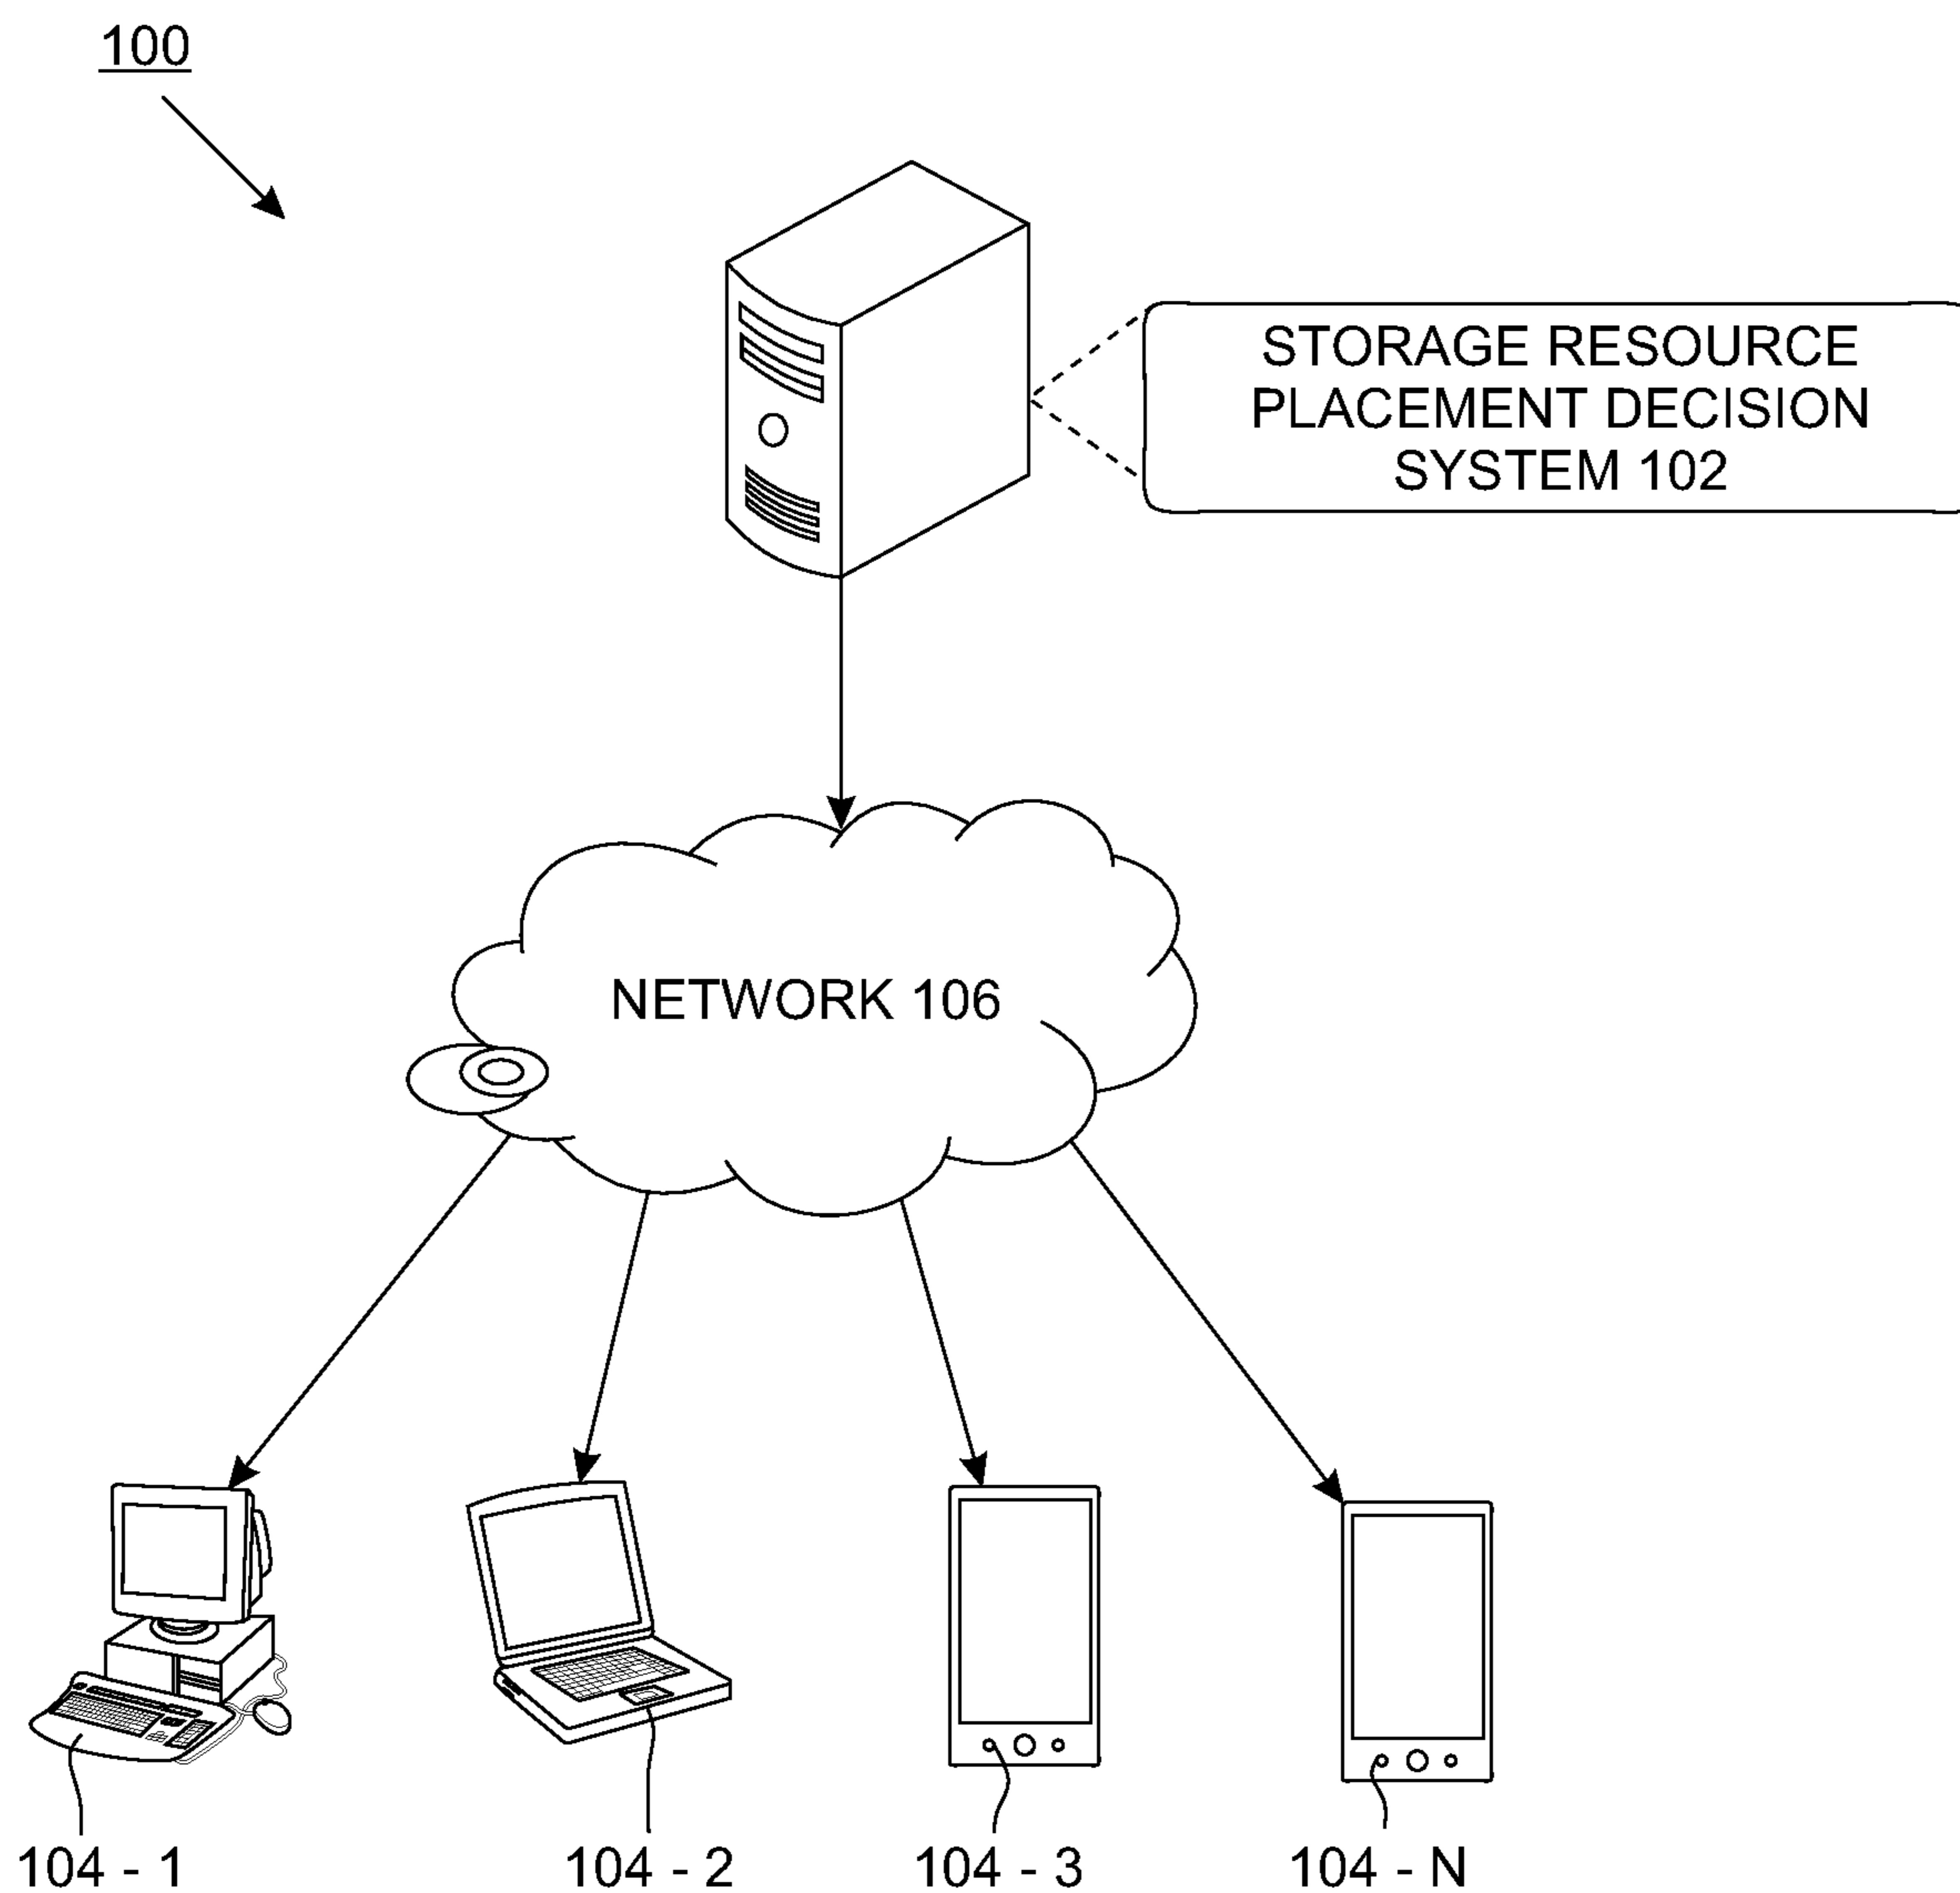 100
STORAGE RESOURCE
PLACEMENT DECISION
SYSTEM 102
NETWORK 106
104 - 1
104 - 2
104 - 3
104 - N